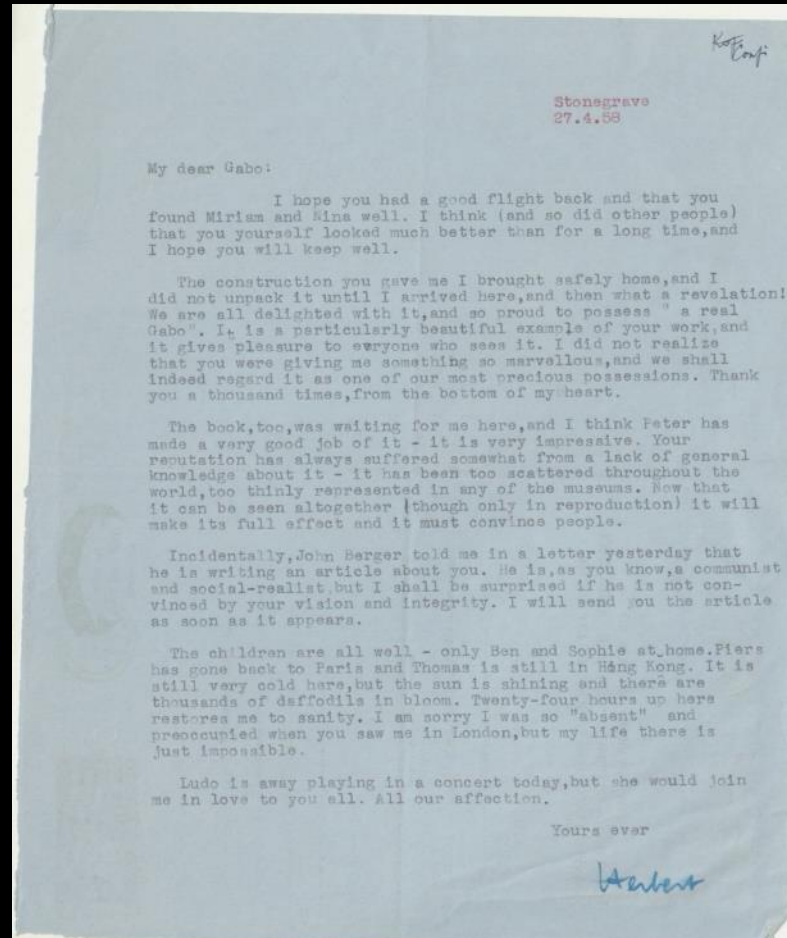 Stonegrave
27.4.58
My dear Gabo:
I hope you had a good flight back and that you
found Miriam and Nina well. I think (and so did other people)
that you yourself looked much better than for a long time,and
I hope you will keep well.
The construction you gave me I brought safely home,and I
did not unpack it until I arrived here,and then what a revelation!
We are all delighted with it,and so proud to possess " a real
Gabo". It is a particularly beautiful example of your work,and
it gives pleasure to evryone who sees it. I did not realize
that you were giving me something so marvellous,and we shall
indeed regard it as one of our most precious possessions. Thank
you a thousand times,from the bottom of my heart.
The book,too,was waiting for me here,and I think Peter has
made a very good job of it - it is very impressive. Your
reputation has always suffered somewhat from a lack of general
knowledge about it - it has been too scattered throughout the
world,too thinly represented in any of the museums. Now that
it can be seen altogether (though only in reproduction) it will
make its full effect and it must convince people.
Incidentally,John Berger told me in a letter yesterday that
he is writing an article about you. He is,as you know,a communist
and social-realist,but I shall be surprised if he is not con-
vinced by your vision and integrity. I will send you the article
as soon as it appears.
The children are all well - only Ben and Sophie at home.Piers
has gone back to Paris and Thomas is still in Hong Kong. It is
still very cold here,but the sun is shining and there are
thousands of daffodils in bloom. Twenty-four hours up here
restores me to sanity. I am sorry I was so "absent" and
preoccupied when you saw me in London,but my life there is
just impossible.
Ludo is away playing in a concert today,but she would join
me in love to you all. All our affection.
Yours ever
Herbert